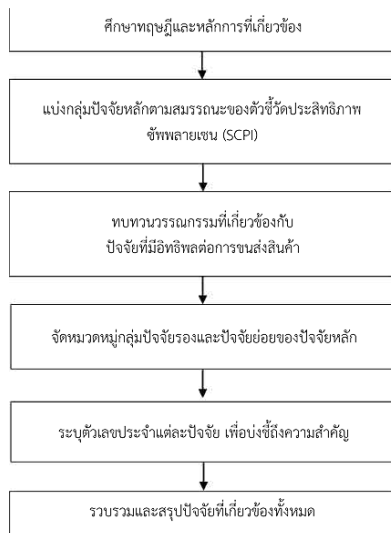 ศึกษาทฤษฎีและหลักการที่เกี่ยวข้อง
แบ่งกลุ่มปัจจัยหลักตามสมรรถนะของตัวชี้วัดประสิทธิภาพ
ซัพพลายเชน (SCPI)
ทบทวนวรรณกรรมที่เกี่ยวข้องกับ
ปัจจัยที่มีอิทธิพลต่อการขนส่งสินค้า
จัดหมวดหมู่กลุ่มปัจจัยรองและปัจจัยย่อยของปัจจัยหลัก
ระบุตัวเลขประจำแต่ละปัจจัย เพื่อบ่งชี้ถึงความสำคัญ
รวบรวมและสรุปปัจจัยที่เกี่ยวข้องทั้งหมด